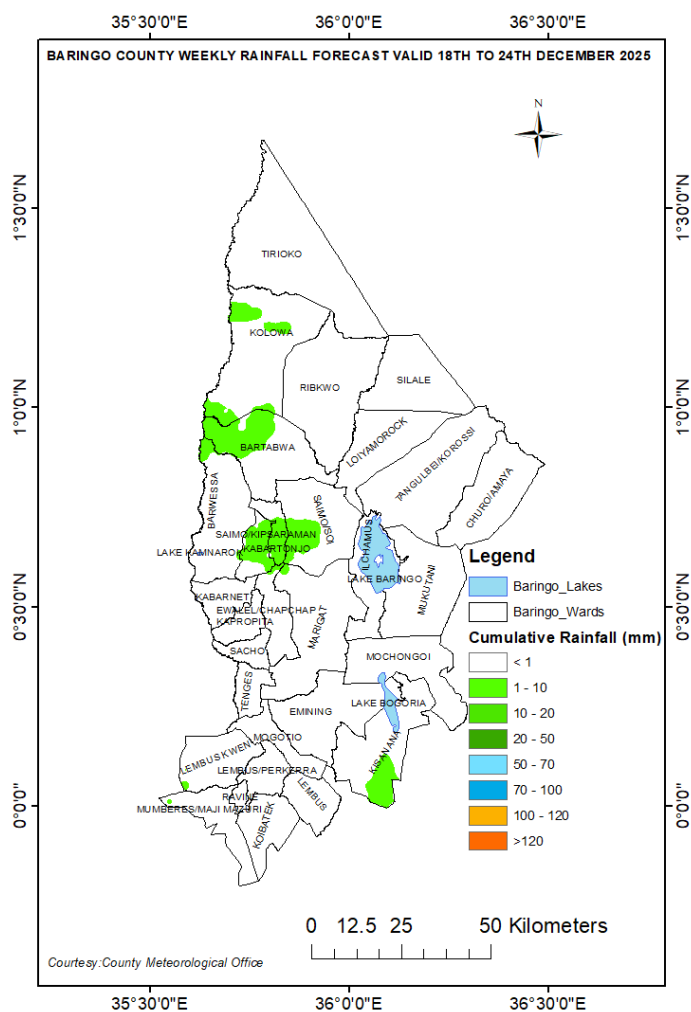 35°30'0"E 36°0'0"E 36°30'0"E
BARINGO COUNTY WEEKLY RAINFALL FORECAST VALID 18TH TO 24TH DECEMBER 2025
N
1°30'0"N 1°30'0"N
TIRIOKO
KOLOWA
RIBKWO
SILALE
1°0'0"N 1°0'0"N
BARTABWA
LOIYAMOROCK
TANGULBEI/KOROSSI
CHURO/AMAYA
BARWESSA
SAIMO/SOI
SAIMO/KIPSARAMAN
KABARTONJO
LAKE KAMNAROK
ILCHAMUS
LAKE BARINGO
MUKUTANI
0°30'0"N 0°30'0"N
KABARNET
EWALEL/CHAPCHAP
KAPROPITA
MARIGAT
SACHO
MOCHONGOI
TENGES
LAKE BOGORIA
EMINING
KISANANA
MOGOTIO
LEMBUS KWEN
LEMBUS/PERKERRA
LEMBUS
RAVINE
MUMBERES/MAJI MAZURI
KOIBATEK
0°0'0" 0°0'0"
Legend
Baringo_Lakes
Baringo_Wards
Cumulative Rainfall (mm)
< 1
1 - 10
10 - 20
20 - 50
50 - 70
70 - 100
100 - 120
>120
0 12.5 25 50 Kilometers
Courtesy:County Meteorological Office
35°30'0"E 36°0'0"E 36°30'0"E